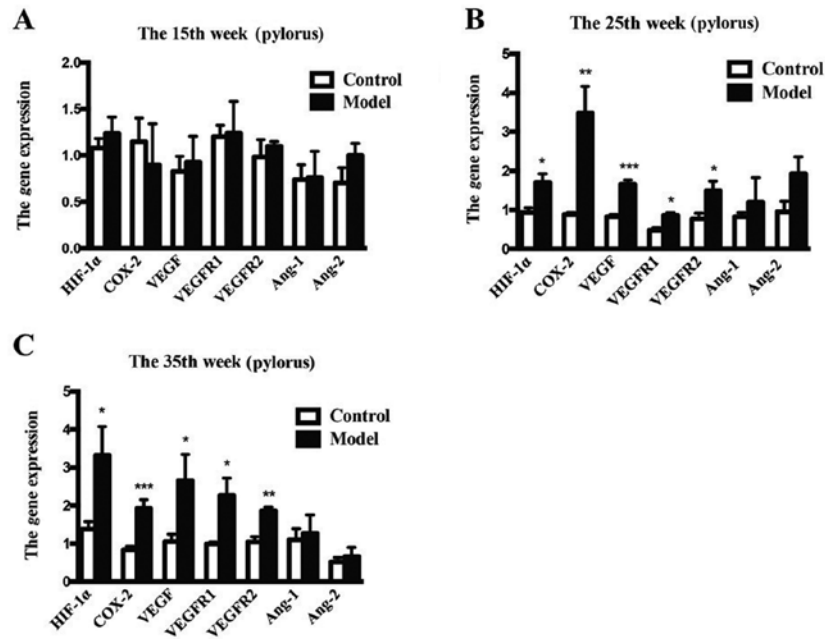 A
The 15th week (pylorus)
The gene expression
2.0
1.5
1.0
0.5
0.0
Control
Model
HIF-1α
COX-2
VEGF
VEGFR1
VEGFR2
Ang-1
Ang-2
B
The 25th week (pylorus)
The gene expression
5
4
3
2
1
0
Control
Model
*
**
***
*
*
HIF-1α
COX-2
VEGF
VEGFR1
VEGFR2
Ang-1
Ang-2
C
The 35th week (pylorus)
The gene expression
5
4
3
2
1
0
Control
Model
*
***
*
*
**
HIF-1α
COX-2
VEGF
VEGFR1
VEGFR2
Ang-1
Ang-2